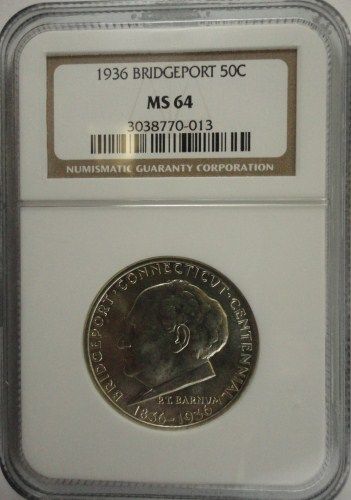 1936 BRIDGEPORT 50C
MS 64
3038770-013
NUMISMATIC GUARANTY CORPORATION
BRIDGEPORT·CONNECTICUT·CENTENNIAL
P.T. BARNUM
1836-1936